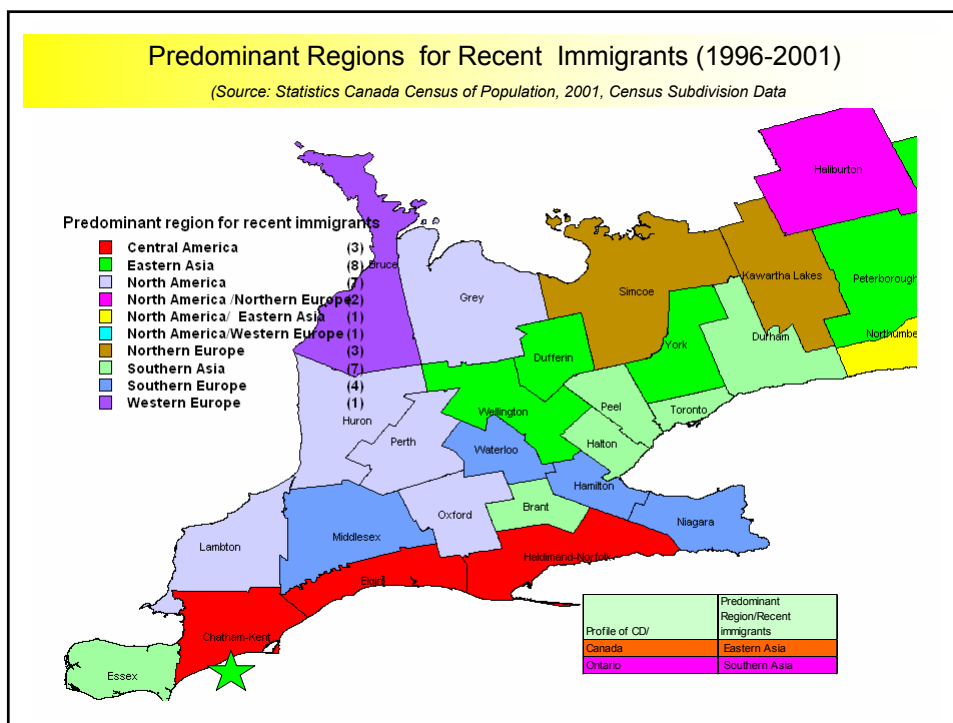 Predominant Regions for Recent Immigrants (1996-2001)
(Source: Statistics Canada Census of Population, 2001, Census Subdivision Data
Predominant region for recent immigrants
Central America (3)
Eastern Asia (8)
North America (7)
North America /Northern Europe (2)
North America/ Eastern Asia (1)
North America/Western Europe (1)
Northern Europe (3)
Southern Asia (7)
Southern Europe (4)
Western Europe (1)
Haliburton
Bruce
Grey
Simcoe
Kawartha Lakes
Peterborough
Dufferin
York
Durham
Northumbe
Huron
Perth
Wellington
Peel
Toronto
Waterloo
Halton
Hamilton
Lambton
Middlesex
Oxford
Brant
Niagara
Elgin
Haldimand-Norfolk
Chatham-Kent
Essex
Profile of CD/
Predominant
Region/Recent
immigrants
Canada Eastern Asia
Ontario Southern Asia